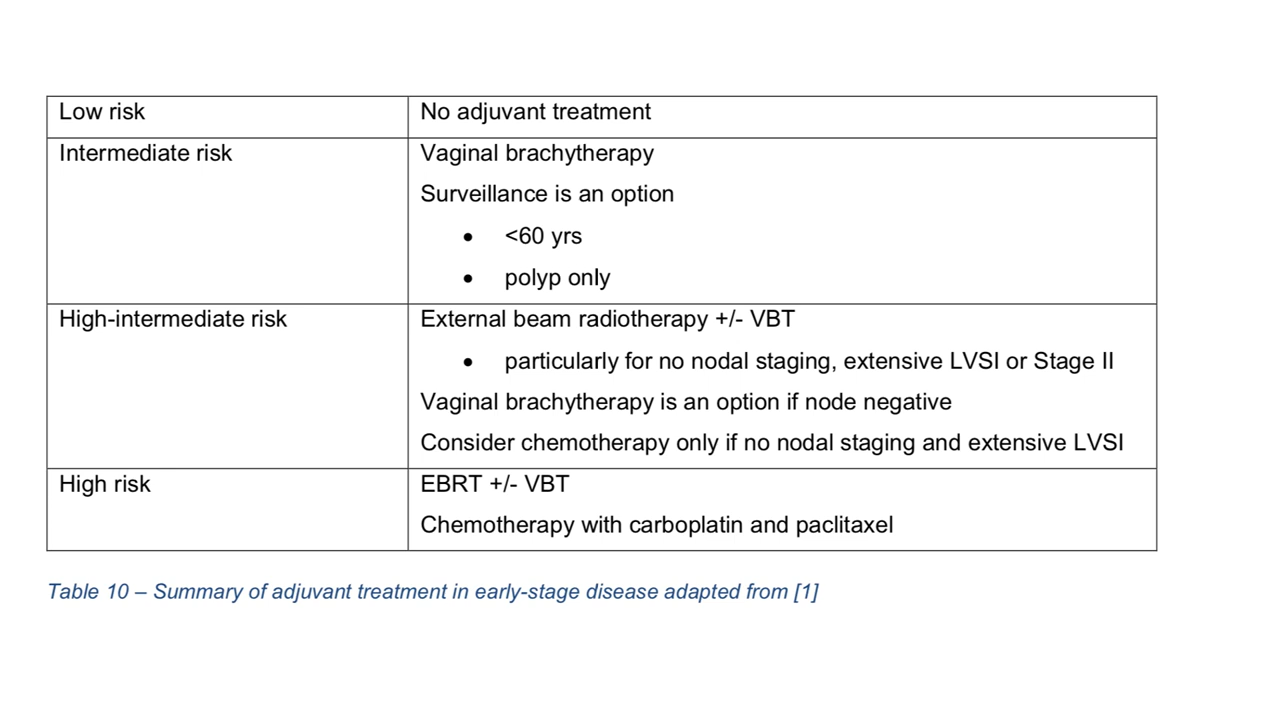 Low risk
No adjuvant treatment
Intermediate risk
Vaginal brachytherapy
Surveillance is an option
• <60 yrs
• polyp only
High-intermediate risk
External beam radiotherapy +/- VBT
• particularly for no nodal staging, extensive LVSI or Stage II
Vaginal brachytherapy is an option if node negative
Consider chemotherapy only if no nodal staging and extensive LVSI
High risk
EBRT +/- VBT
Chemotherapy with carboplatin and paclitaxel
Table 10 – Summary of adjuvant treatment in early-stage disease adapted from [1]